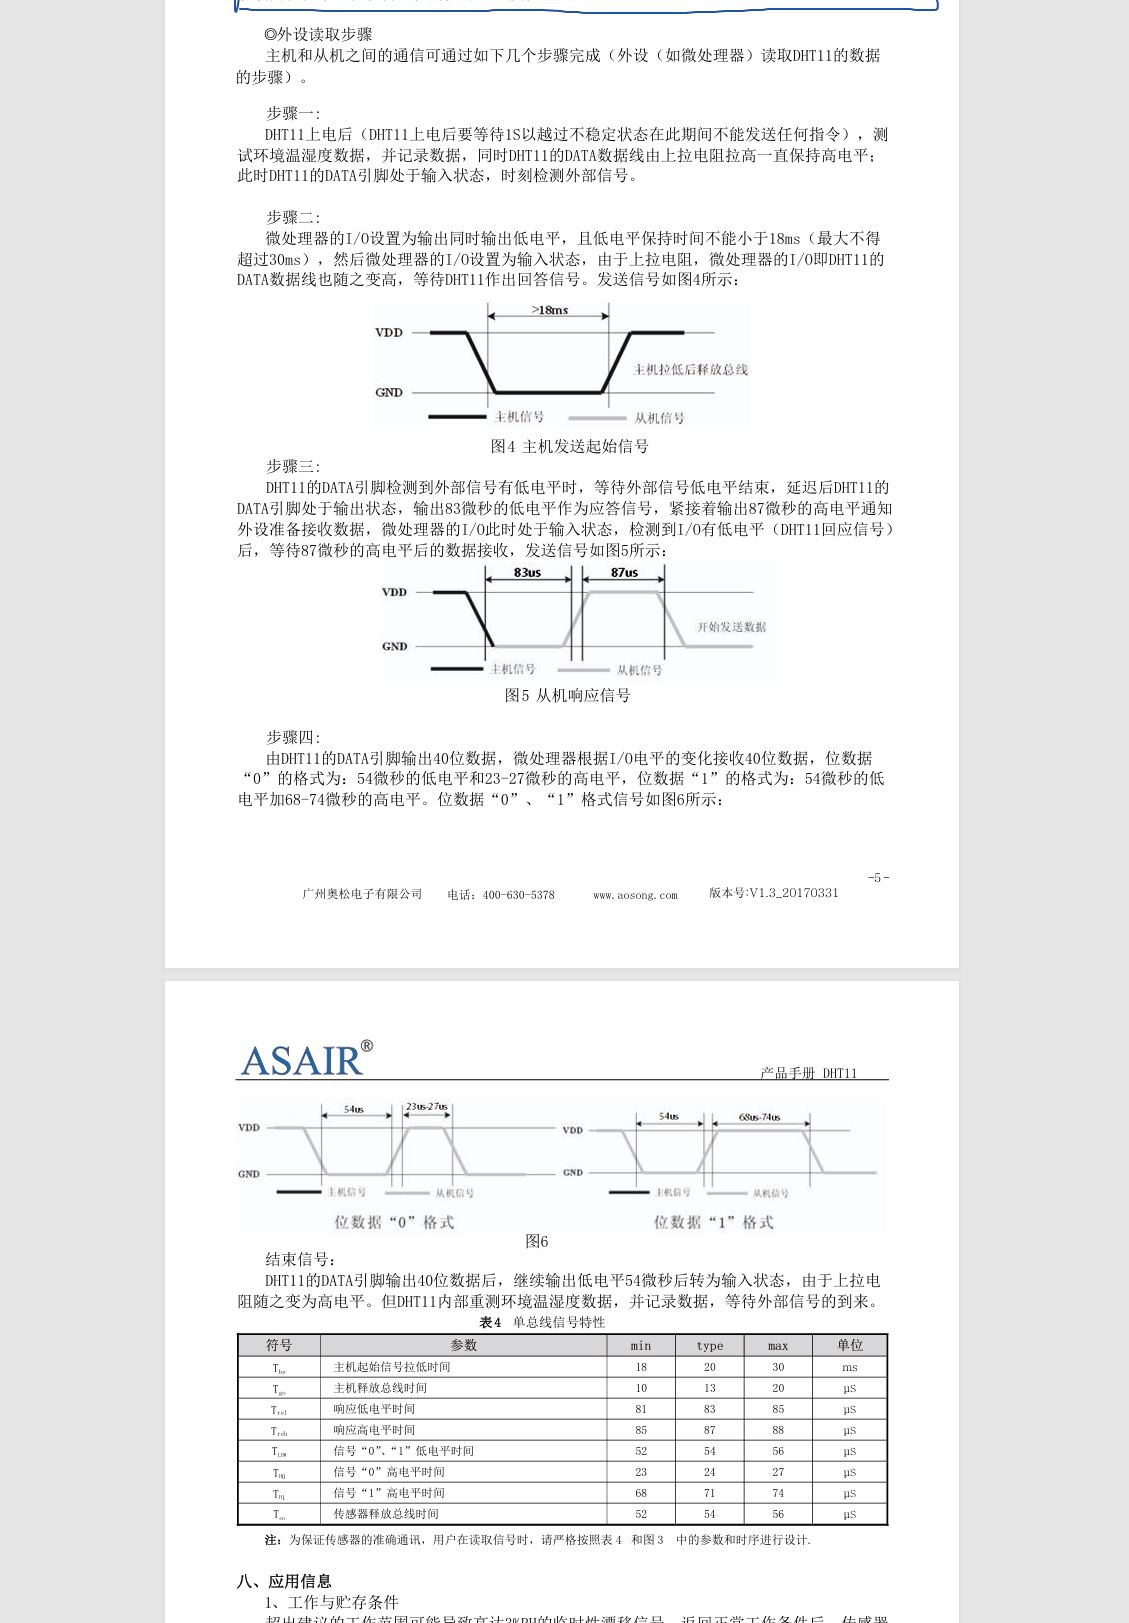 ◎外设读取步骤
主机和从机之间的通信可通过如下几个步骤完成（外设（如微处理器）读取DHT11的数据
的步骤）。
步骤一:
DHT11上电后（DHT11上电后要等待1S以越过不稳定状态在此期间不能发送任何指令），测
试环境温湿度数据，并记录数据，同时DHT11的DATA数据线由上拉电阻拉高一直保持高电平；
此时DHT11的DATA引脚处于输入状态，时刻检测外部信号。
步骤二:
微处理器的I/O设置为输出同时输出低电平，且低电平保持时间不能小于18ms（最大不得
超过30ms），然后微处理器的I/O设置为输入状态，由于上拉电阻，微处理器的I/O即DHT11的
DATA数据线也随之变高，等待DHT11作出回答信号。发送信号如图4所示：
>18ms
VDD
主机拉低后释放总线
GND
主机信号 从机信号
图4 主机发送起始信号
步骤三:
DHT11的DATA引脚检测到外部信号有低电平时，等待外部信号低电平结束，延迟后DHT11的
DATA引脚处于输出状态，输出83微秒的低电平作为应答信号，紧接着输出87微秒的高电平通知
外设准备接收数据，微处理器的I/O此时处于输入状态，检测到I/O有低电平（DHT11回应信号）
后，等待87微秒的高电平后的数据接收，发送信号如图5所示：
83us 87us
VDD
开始发送数据
GND
主机信号 从机信号
图5 从机响应信号
步骤四:
由DHT11的DATA引脚输出40位数据，微处理器根据I/O电平的变化接收40位数据，位数据
“0”的格式为：54微秒的低电平和23-27微秒的高电平，位数据“1”的格式为：54微秒的低
电平加68-74微秒的高电平。位数据“0”、“1”格式信号如图6所示：
-5-
广州奥松电子有限公司 电话：400-630-5378 www.aosong.com 版本号:V1.3_20170331
ASAIR®
产品手册 DHT11
54us 23us-27us 54us 68us-74us
VDD VDD
GND GND
主机信号 从机信号 主机信号 从机信号
位数据“0”格式 位数据“1”格式
图6
结束信号：
DHT11的DATA引脚输出40位数据后，继续输出低电平54微秒后转为输入状态，由于上拉电
阻随之变为高电平。但DHT11内部重测环境温湿度数据，并记录数据，等待外部信号的到来。
表4 单总线信号特性
符号 参数 min type max 单位
Tbe 主机起始信号拉低时间 18 20 30 ms
Tgo 主机释放总线时间 10 13 20 μS
Trel 响应低电平时间 81 83 85 μS
Treh 响应高电平时间 85 87 88 μS
TLOW 信号“0”、“1”低电平时间 52 54 56 μS
TH0 信号“0”高电平时间 23 24 27 μS
TH1 信号“1”高电平时间 68 71 74 μS
Ten 传感器释放总线时间 52 54 56 μS
注：为保证传感器的准确通讯，用户在读取信号时，请严格按照表 4 和图 3 中的参数和时序进行设计.
八、应用信息
1、工作与贮存条件
超出建议的工作范围可能导致高达3%RH的临时性漂移信号。返回正常工作条件后，传感器